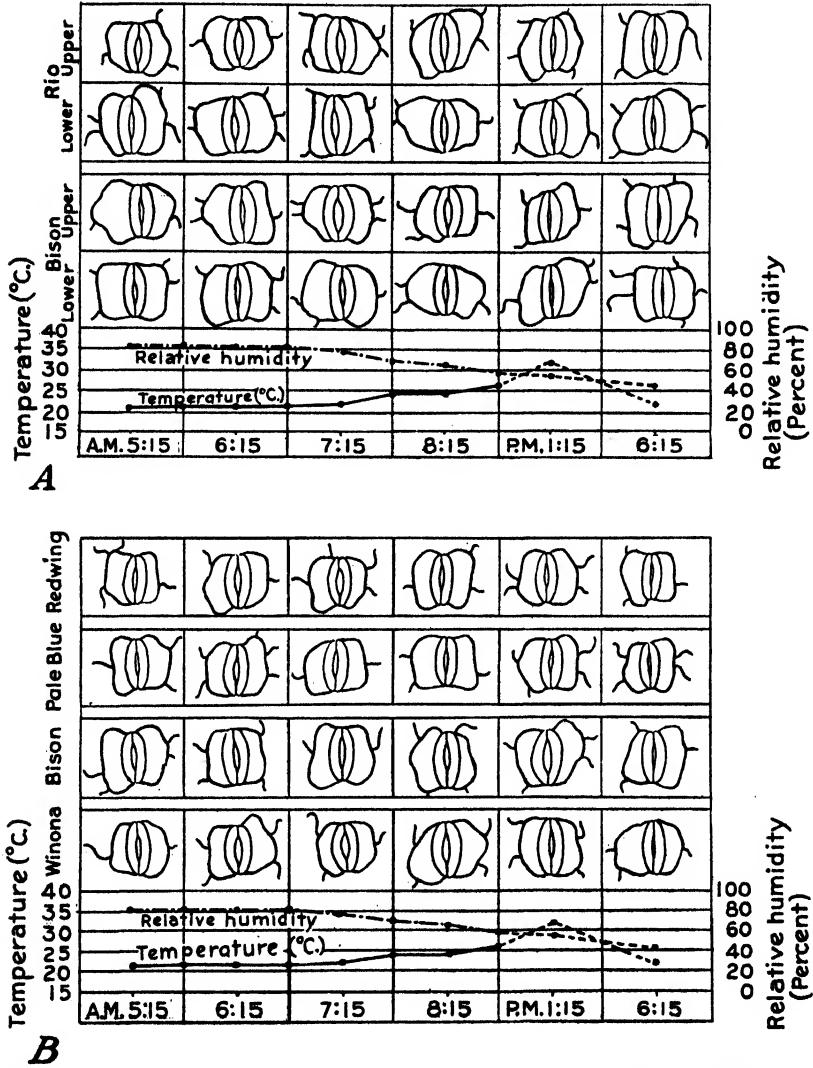 Rio
Upper
Lower
Bison
Upper
Lower
Temperature (°C.)
40
35
30
25
20
15
Relative humidity
Temperature (°C.)
100
80
60
40
20
0
Relative humidity
(Percent)
A.M. 5:15 6:15 7:15 8:15 P.M. 1:15 6:15
A
Redwing
Pale Blue
Bison
Winona
Temperature (°C.)
40
35
30
25
20
15
Relative humidity
Temperature (°C.)
100
80
60
40
20
0
Relative humidity
(Percent)
A.M. 5:15 6:15 7:15 8:15 P.M. 1:15 6:15
B